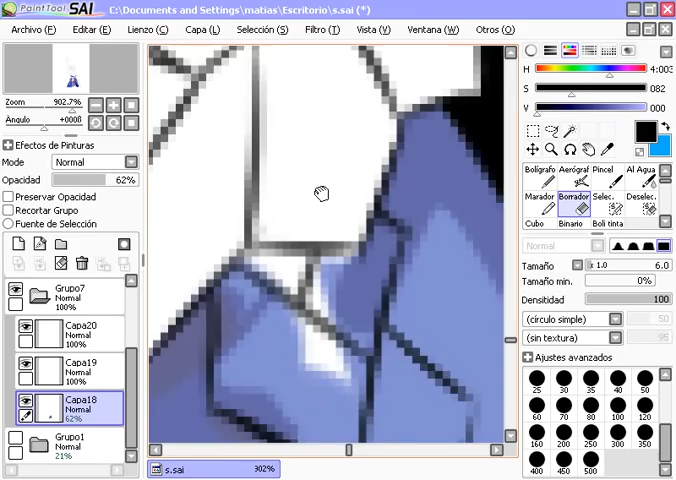 PaintTool SAI C:\Documents and Settings\matias\Escritorio\s.sai (*)
Archivo (F) Editar (E) Lienzo (C) Capa (L) Selección (S) Filtro (T) Vista (V) Ventana (W) Otros (O)
Zoom 902.7%
Ángulo +000ß
Efectos de Pinturas
Mode Normal
Opacidad 62%
Preservar Opacidad
Recortar Grupo
Fuente de Selección
Grupo7
Normal
100%
Capa20
Normal
100%
Capa19
Normal
100%
Capa18
Normal
62%
Grupo1
21%
s.sai 902%
H 4:003
S 082
V 000
Bolígrafo Aerógraf Pincel Al Agua
Marador Borrador Selec. Deselec.
Cubo Binario Boli tinta
Normal
Tamaño x 1.0 6.0
Tamaño min. 0%
Densitidad 100
(círculo simple) 50
(sin textura) 95
Ajustes avanzados
25 30 35 40 50
60 70 80 100 120
160 200 250 300 350
400 450 500